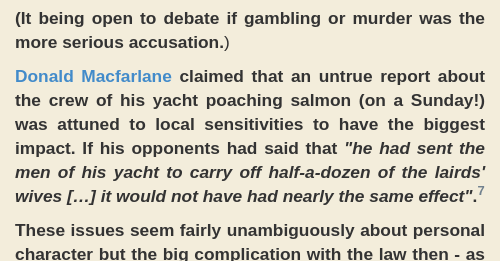 (It being open to debate if gambling or murder was the
more serious accusation.)
Donald Macfarlane claimed that an untrue report about
the crew of his yacht poaching salmon (on a Sunday!)
was attuned to local sensitivities to have the biggest
impact. If his opponents had said that "he had sent the
men of his yacht to carry off half-a-dozen of the lairds'
wives […] it would not have had nearly the same effect".7
These issues seem fairly unambiguously about personal
character but the big complication with the law then - as